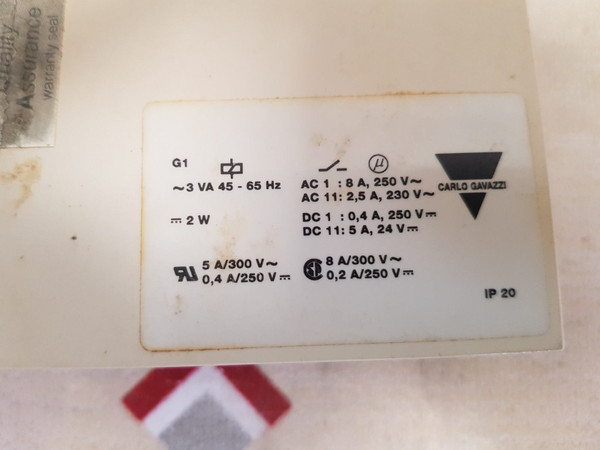 Quality
Assurance
warranty seal
G1
~3 VA 45 - 65 Hz
⎓ 2 W
µ
AC 1 : 8 A, 250 V~
AC 11: 2,5 A, 230 V~
DC 1 : 0,4 A, 250 V⎓
DC 11: 5 A, 24 V⎓
CARLO GAVAZZI
5 A/300 V~
0,4 A/250 V⎓
8 A/300 V~
0,2 A/250 V⎓
IP 20